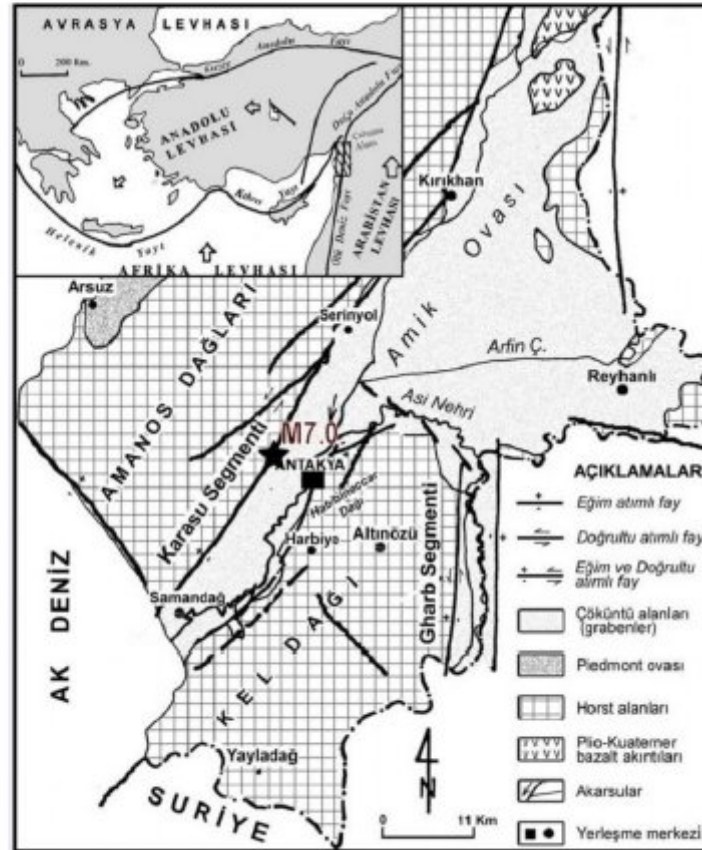 AVRASYA LEVHASI
0 200 Km.
Kuzey Anadolu Fayı
ANADOLU
LEVHASI
Doğu Anadolu Fayı
Çalışma
Alanı
Kıbrıs Yayı
Helenik Yayı
Ölü Deniz Fayı
ARABİSTAN
LEVHASI
AFRİKA LEVHASI
Kırıkhan
Amik Ovası
Arsuz
Serinyol
AMANOS DAĞLARI
Arfin Ç.
Reyhanlı
Asi Nehri
Karasu Segmenti
M7.0
ANTAKYA
Habibineccar
Dağı
Harbiye
Altınözü
Gharb Segmenti
Samandağ
AK DENİZ
KEL DAĞI
Yayladağ
SURİYE
N
0 11 Km
AÇIKLAMALAR
Eğim atımlı fay
Doğrultu atımlı fay
Eğim ve Doğrultu
atımlı fay
Çöküntü alanları
(grabenler)
Piedmont ovası
Horst alanları
Plio-Kuaterner
bazalt akıntıları
Akarsular
Yerleşme merkezi